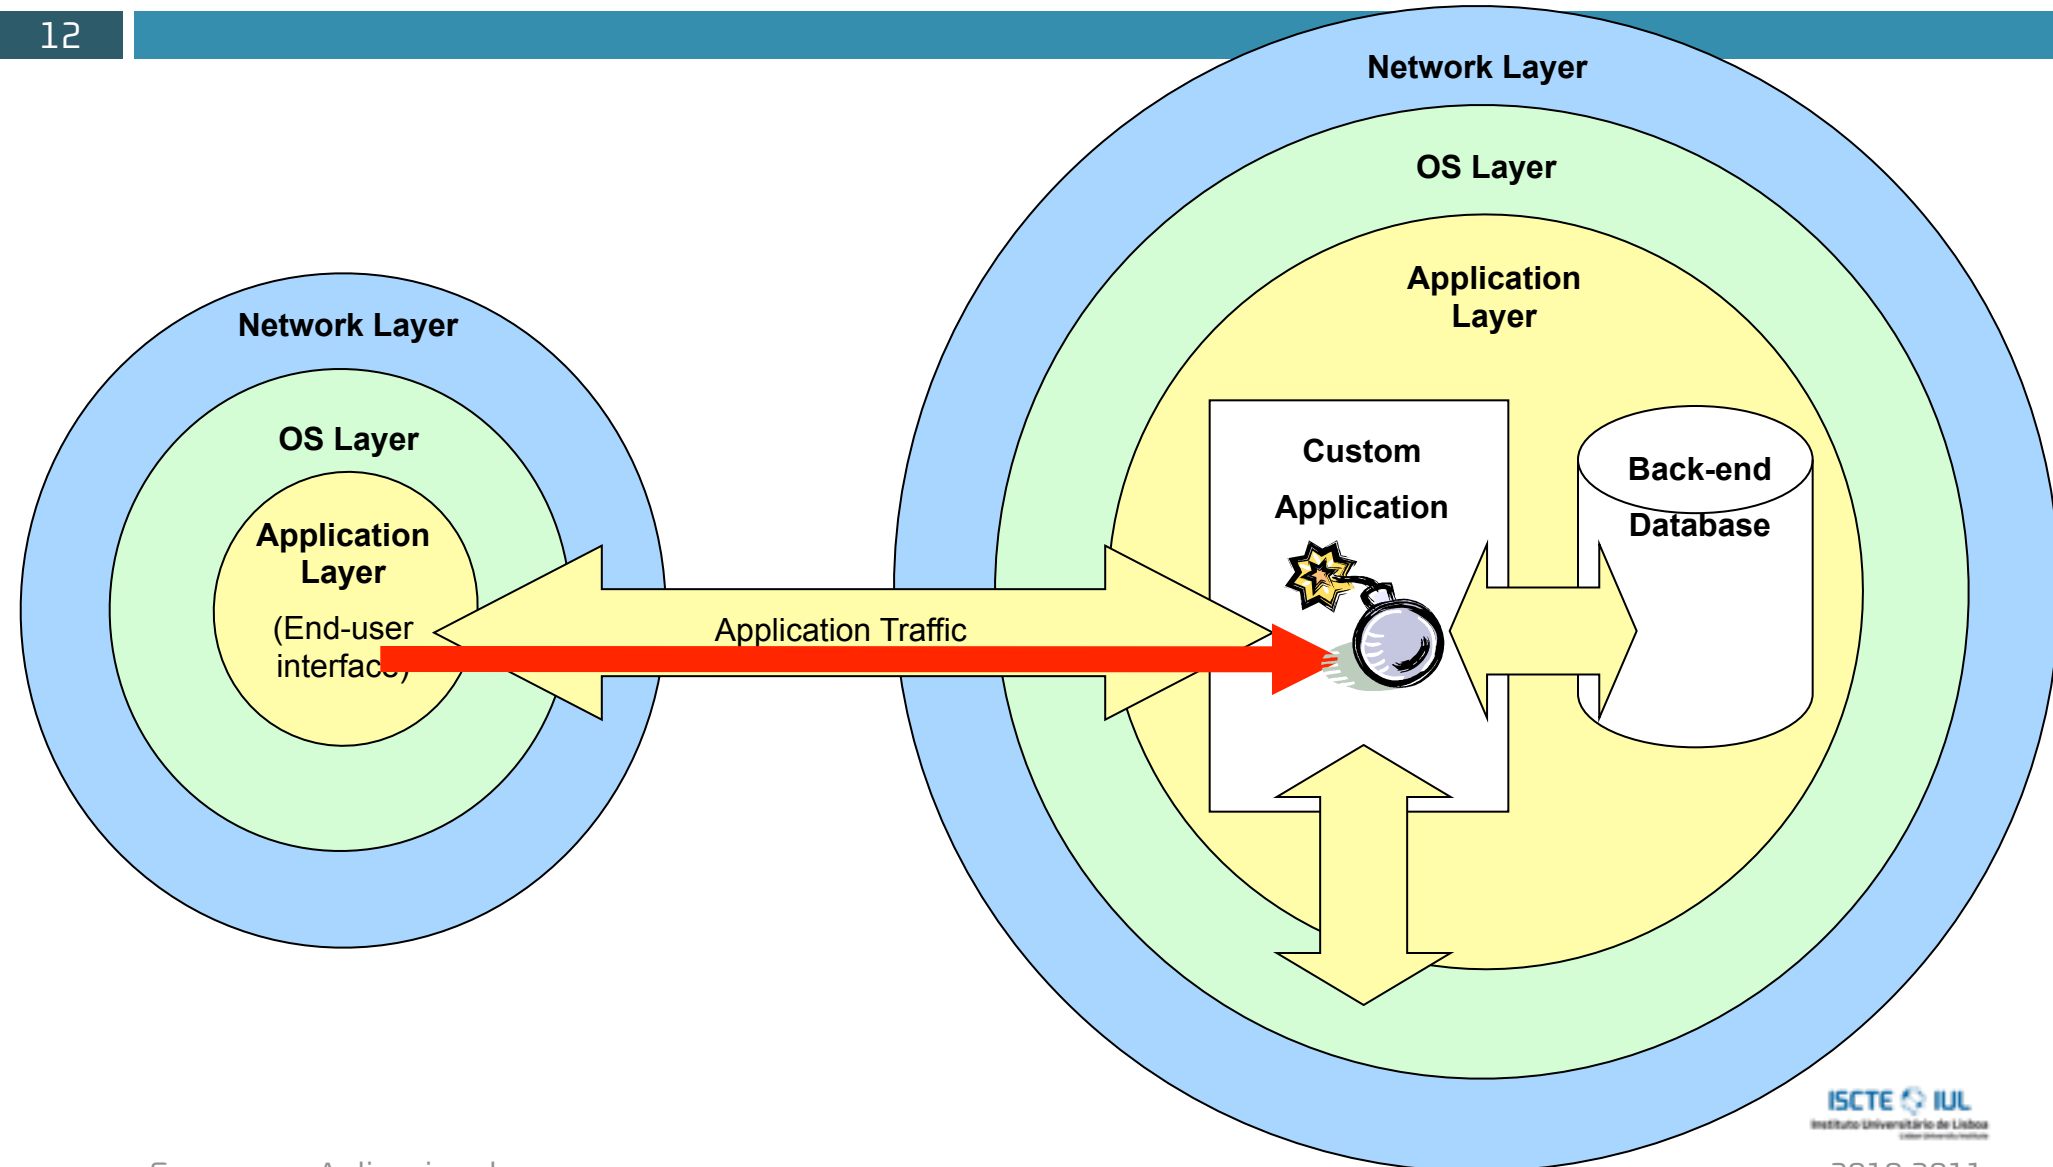 12
Network Layer
OS Layer
Application
Layer
Custom
Application
Back-end
Database
Network Layer
OS Layer
Application
Layer
(End-user
interface)
Application Traffic
ISCTE IUL
Instituto Universitário de Lisboa